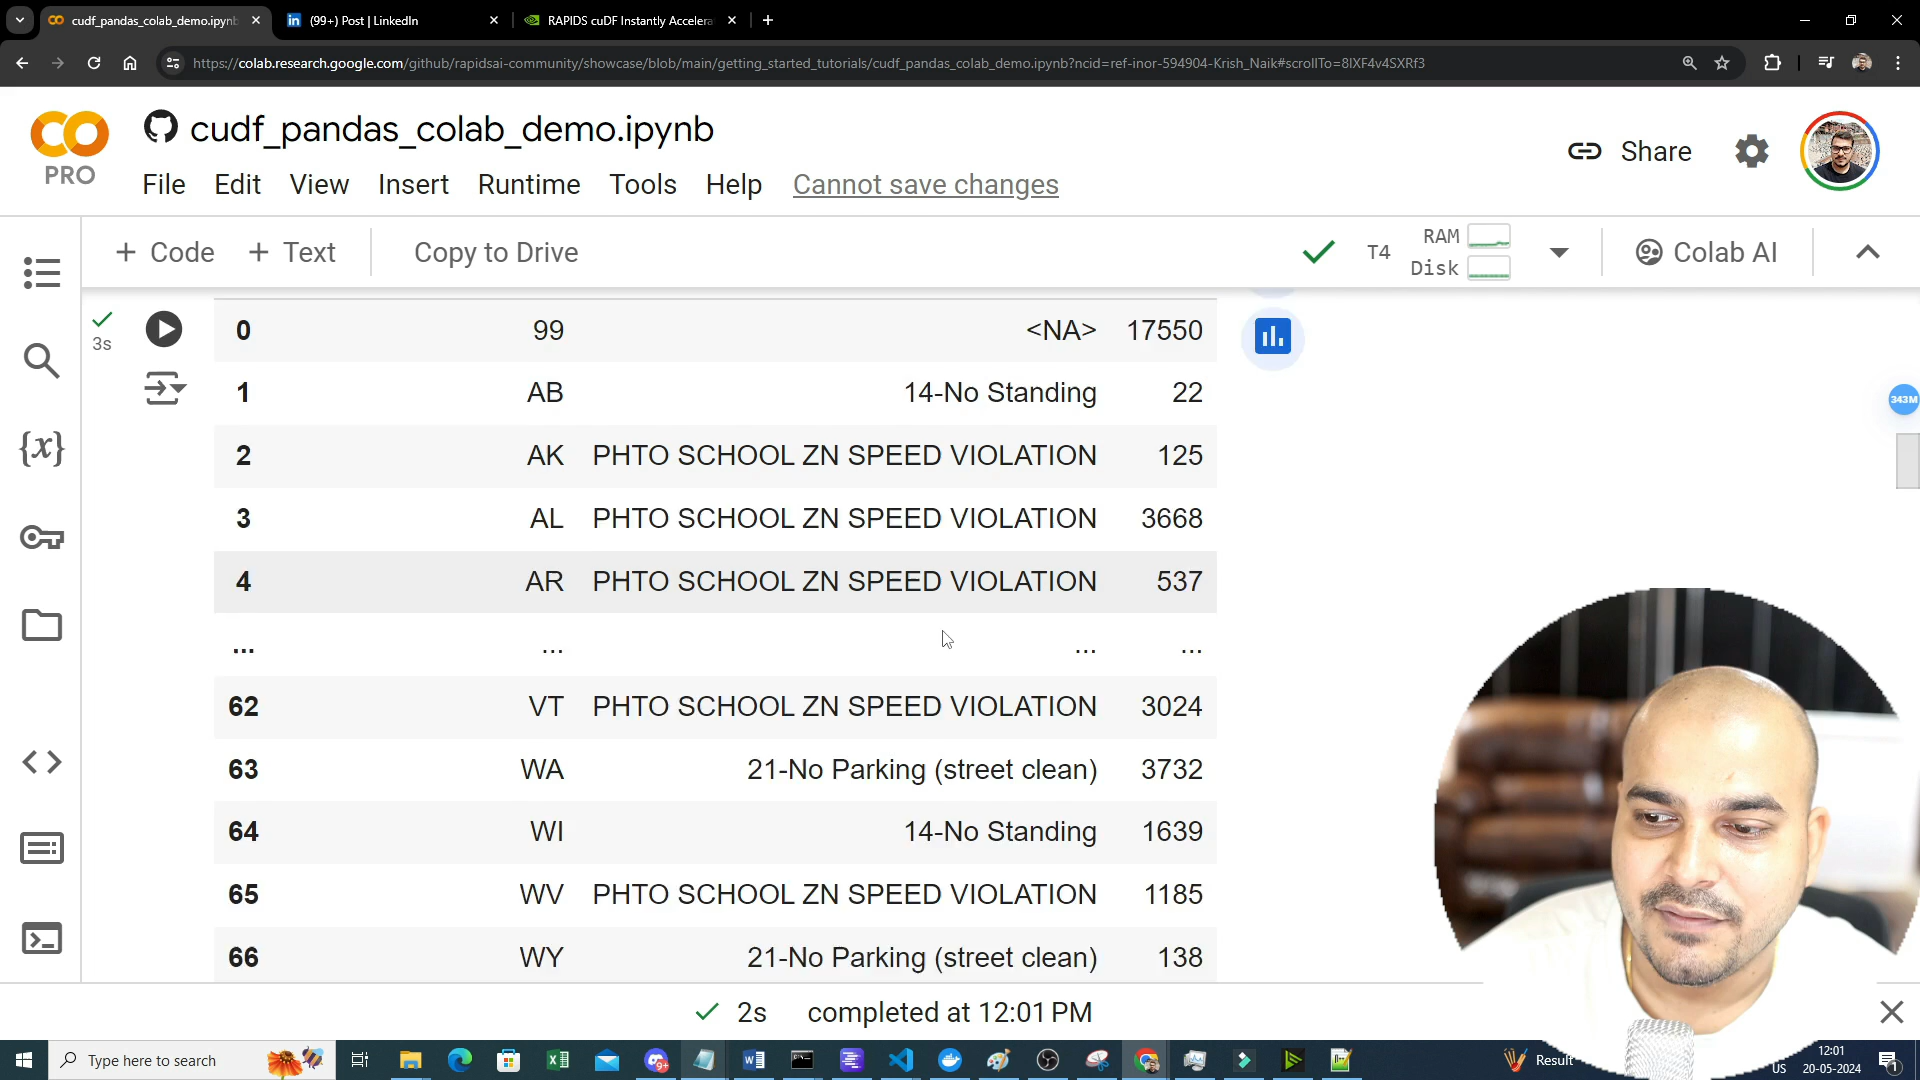 cudf_pandas_colab_demo.ipynb
(99+) Post | LinkedIn
RAPIDS cuDF Instantly Accelera
https://colab.research.google.com/github/rapidsai-community/showcase/blob/main/getting_started_tutorials/cudf_pandas_colab_demo.ipynb?ncid=ref-inor-594904-Krish_Naik#scrollTo=8IXF4v4SXRf3
cudf_pandas_colab_demo.ipynb
PRO
File Edit View Insert Runtime Tools Help Cannot save changes
Share
+ Code + Text Copy to Drive
T4 RAM Disk
Colab AI
3s
0 99 <NA> 17550
1 AB 14-No Standing 22
2 AK PHTO SCHOOL ZN SPEED VIOLATION 125
3 AL PHTO SCHOOL ZN SPEED VIOLATION 3668
4 AR PHTO SCHOOL ZN SPEED VIOLATION 537
... ... ... ...
62 VT PHTO SCHOOL ZN SPEED VIOLATION 3024
63 WA 21-No Parking (street clean) 3732
64 WI 14-No Standing 1639
65 WV PHTO SCHOOL ZN SPEED VIOLATION 1185
66 WY 21-No Parking (street clean) 138
343M
{x}
2s completed at 12:01 PM
Type here to search
Result
US
12:01
20-05-2024
1